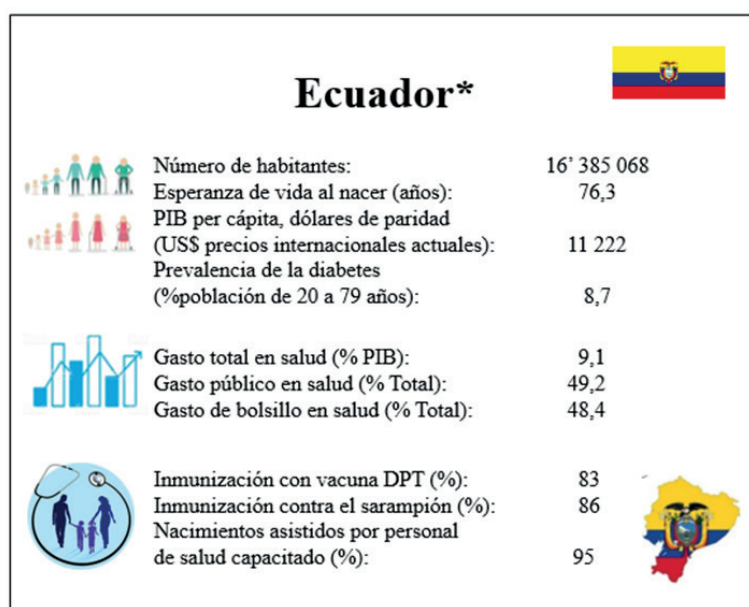 Ecuador*
Número de habitantes: 16' 385 068
Esperanza de vida al nacer (años): 76,3
PIB per cápita, dólares de paridad
(US$ precios internacionales actuales): 11 222
Prevalencia de la diabetes
(%población de 20 a 79 años): 8,7
Gasto total en salud (% PIB): 9,1
Gasto público en salud (% Total): 49,2
Gasto de bolsillo en salud (% Total): 48,4
Inmunización con vacuna DPT (%): 83
Inmunización contra el sarampión (%): 86
Nacimientos asistidos por personal
de salud capacitado (%): 95